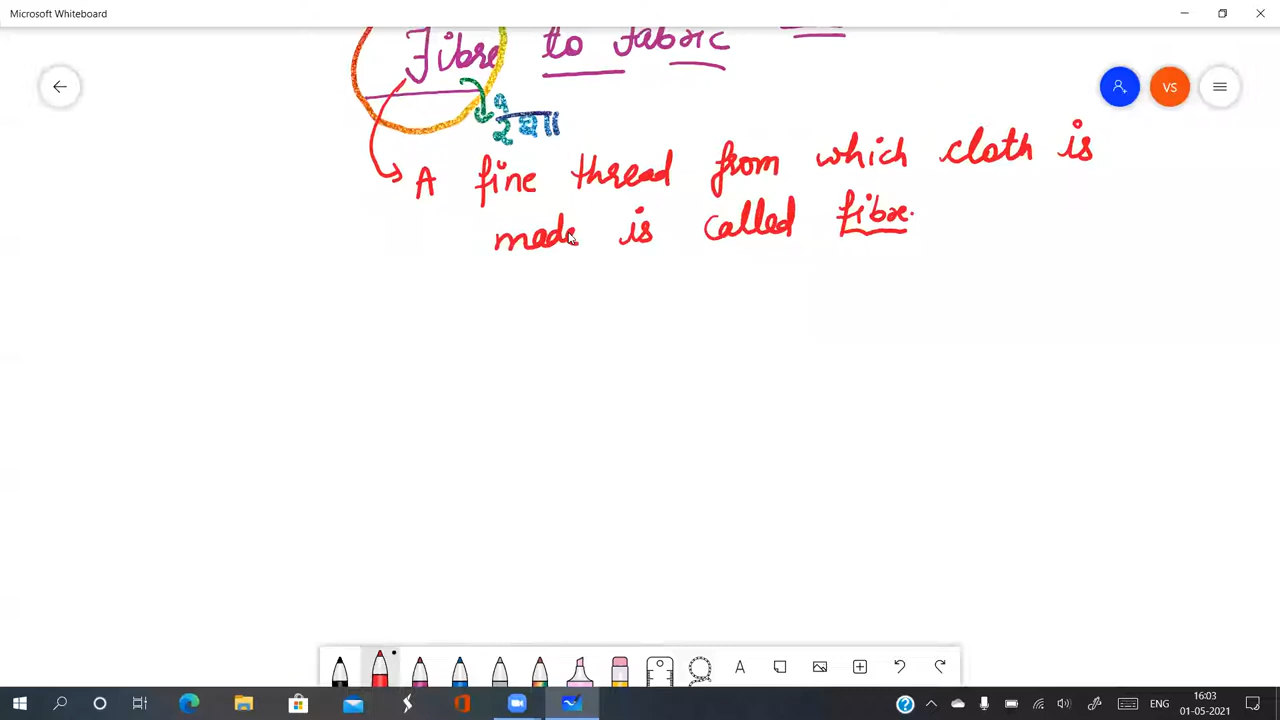 Microsoft Whiteboard
Fibre to Fabric
रेशा
VS
A fine thread from which cloth is
made is called fibre.
A
ENG
16:03
01-05-2021